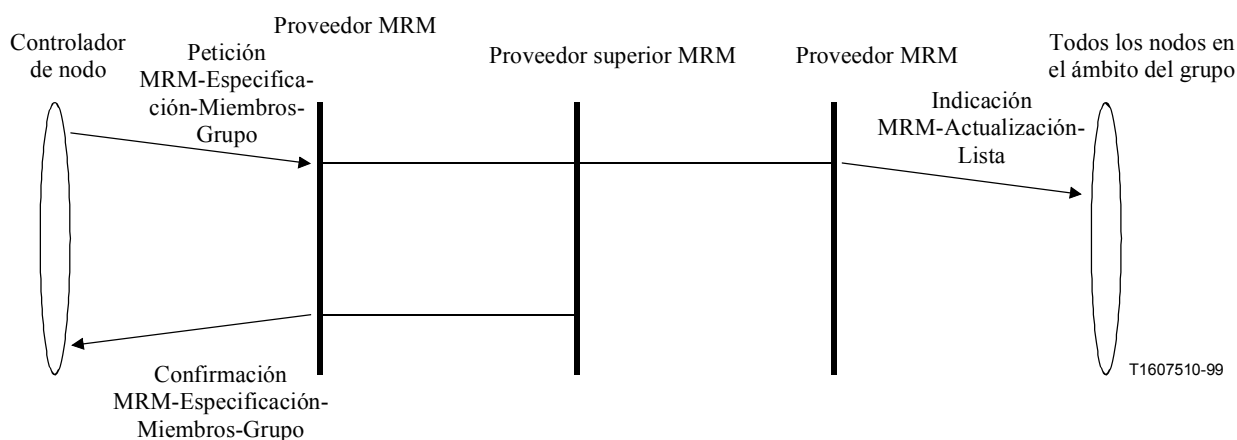 Controlador
de nodo
Proveedor MRM
Petición
MRM-Especifica-
ción-Miembros-
Grupo
Proveedor superior MRM
Proveedor MRM
Todos los nodos en
el ámbito del grupo
Indicación
MRM-Actualización-
Lista
Confirmación
MRM-Especificación-
Miembros-Grupo
T1607510-99